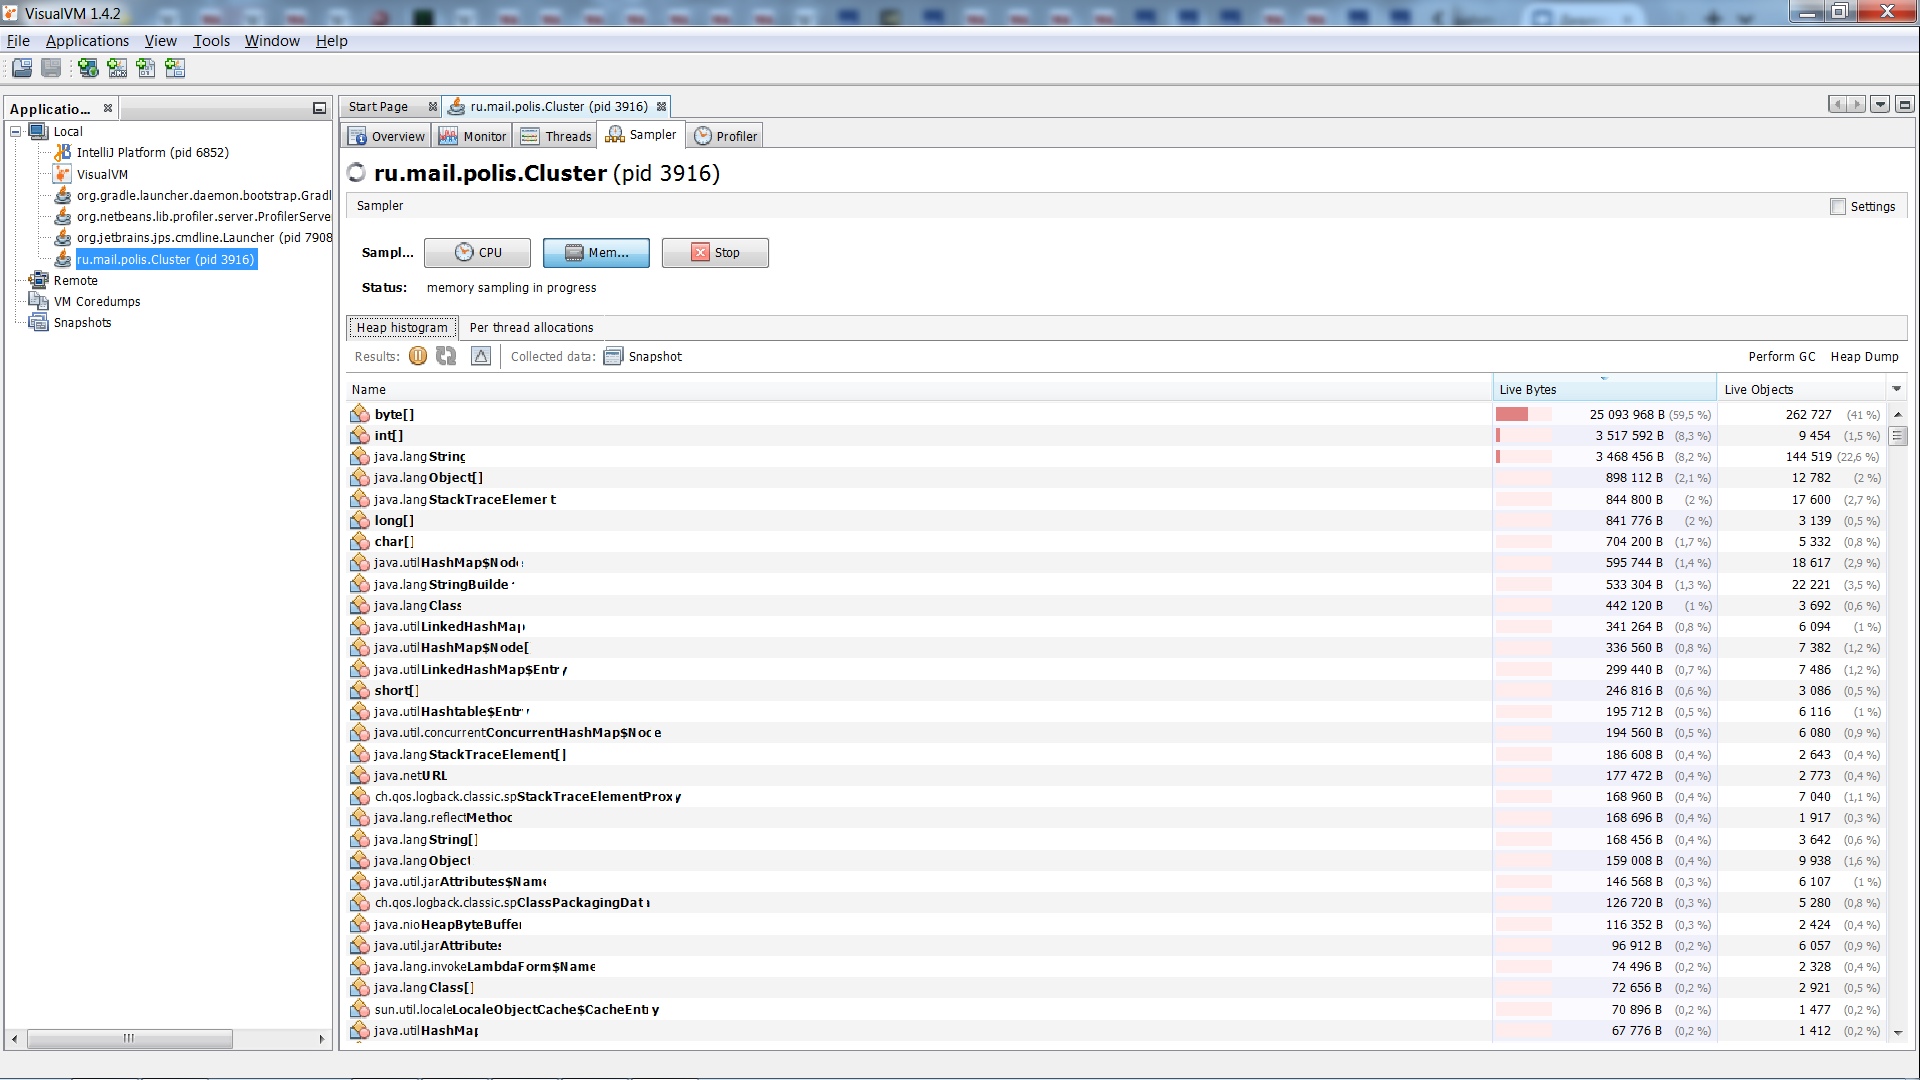 VisualVM 1.4.2
File Applications View Tools Window Help
Applicatio...
Start Page ru.mail.polis.Cluster (pid 3916)
Local
IntelliJ Platform (pid 6852)
VisualVM
org.gradle.launcher.daemon.bootstrap.Gradl
org.netbeans.lib.profiler.server.ProfilerServe
org.jetbrains.jps.cmdline.Launcher (pid 7908
ru.mail.polis.Cluster (pid 3916)
Remote
VM Coredumps
Snapshots
Overview Monitor Threads Sampler Profiler
ru.mail.polis.Cluster (pid 3916)
Sampler Settings
Sampl... CPU Mem... Stop
Status: memory sampling in progress
Heap histogram Per thread allocations
Results: Collected data: Snapshot Perform GC Heap Dump
Name Live Bytes Live Objects
byte[] 25 093 968 B (59,5 %) 262 727 (41 %)
int[] 3 517 592 B (8,3 %) 9 454 (1,5 %)
java.lang.String 3 468 456 B (8,2 %) 144 519 (22,6 %)
java.lang.Object[] 898 112 B (2,1 %) 12 782 (2 %)
java.lang.StackTraceElement 844 800 B (2 %) 17 600 (2,7 %)
long[] 841 776 B (2 %) 3 139 (0,5 %)
char[] 704 200 B (1,7 %) 5 332 (0,8 %)
java.util.HashMap$Node 595 744 B (1,4 %) 18 617 (2,9 %)
java.lang.StringBuilder 533 304 B (1,3 %) 22 221 (3,5 %)
java.lang.Class 442 120 B (1 %) 3 692 (0,6 %)
java.util.LinkedHashMap 341 264 B (0,8 %) 6 094 (1 %)
java.util.HashMap$Node[ 336 560 B (0,8 %) 7 382 (1,2 %)
java.util.LinkedHashMap$Entry 299 440 B (0,7 %) 7 486 (1,2 %)
short[] 246 816 B (0,6 %) 3 086 (0,5 %)
java.util.Hashtable$Entry 195 712 B (0,5 %) 6 116 (1 %)
java.util.concurrent.ConcurrentHashMap$Node 194 560 B (0,5 %) 6 080 (0,9 %)
java.lang.StackTraceElement[] 186 608 B (0,4 %) 2 643 (0,4 %)
java.net.URL 177 472 B (0,4 %) 2 773 (0,4 %)
ch.qos.logback.classic.spi.StackTraceElementProxy 168 960 B (0,4 %) 7 040 (1,1 %)
java.lang.reflect.Method 168 696 B (0,4 %) 1 917 (0,3 %)
java.lang.String[] 168 456 B (0,4 %) 3 642 (0,6 %)
java.lang.Object 159 008 B (0,4 %) 9 938 (1,6 %)
java.util.jar.Attributes$Name 146 568 B (0,3 %) 6 107 (1 %)
ch.qos.logback.classic.spi.ClassPackagingData 126 720 B (0,3 %) 5 280 (0,8 %)
java.nio.HeapByteBuffer 116 352 B (0,3 %) 2 424 (0,4 %)
java.util.jar.Attributes 96 912 B (0,2 %) 6 057 (0,9 %)
java.lang.invoke.LambdaForm$Name 74 496 B (0,2 %) 2 328 (0,4 %)
java.lang.Class[] 72 656 B (0,2 %) 2 921 (0,5 %)
sun.util.locale.LocaleObjectCache$CacheEntry 70 896 B (0,2 %) 1 477 (0,2 %)
java.util.HashMap 67 776 B (0,2 %) 1 412 (0,2 %)